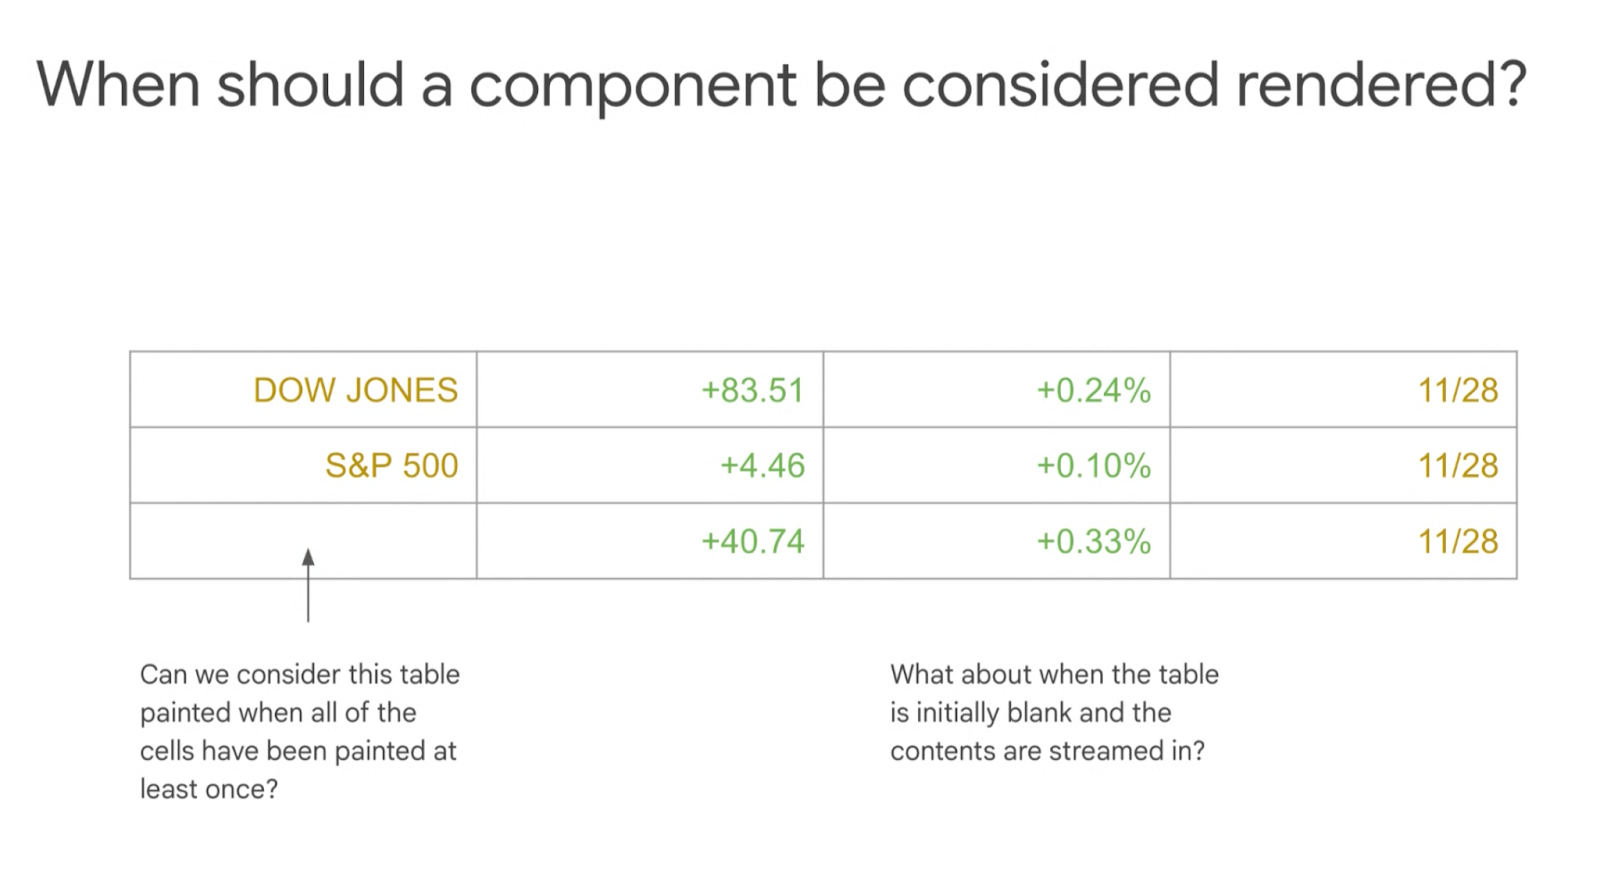 When should a component be considered rendered?
DOW JONES +83.51 +0.24% 11/28
S&P 500 +4.46 +0.10% 11/28
+40.74 +0.33% 11/28
Can we consider this table
painted when all of the
cells have been painted at
least once?
What about when the table
is initially blank and the
contents are streamed in?